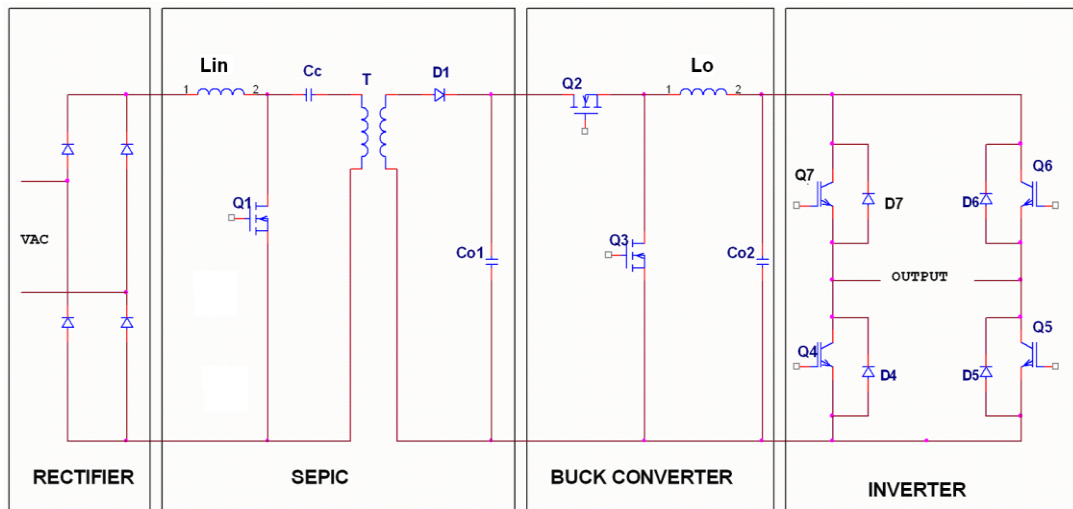 Lin
1 2
Cc
T
D1
Q2
Lo
1 2
Q1
VAC
Co1
Q3
Co2
Q7
D7
D6
Q6
OUTPUT
Q4
D4
D5
Q5
RECTIFIER
SEPIC
BUCK CONVERTER
INVERTER